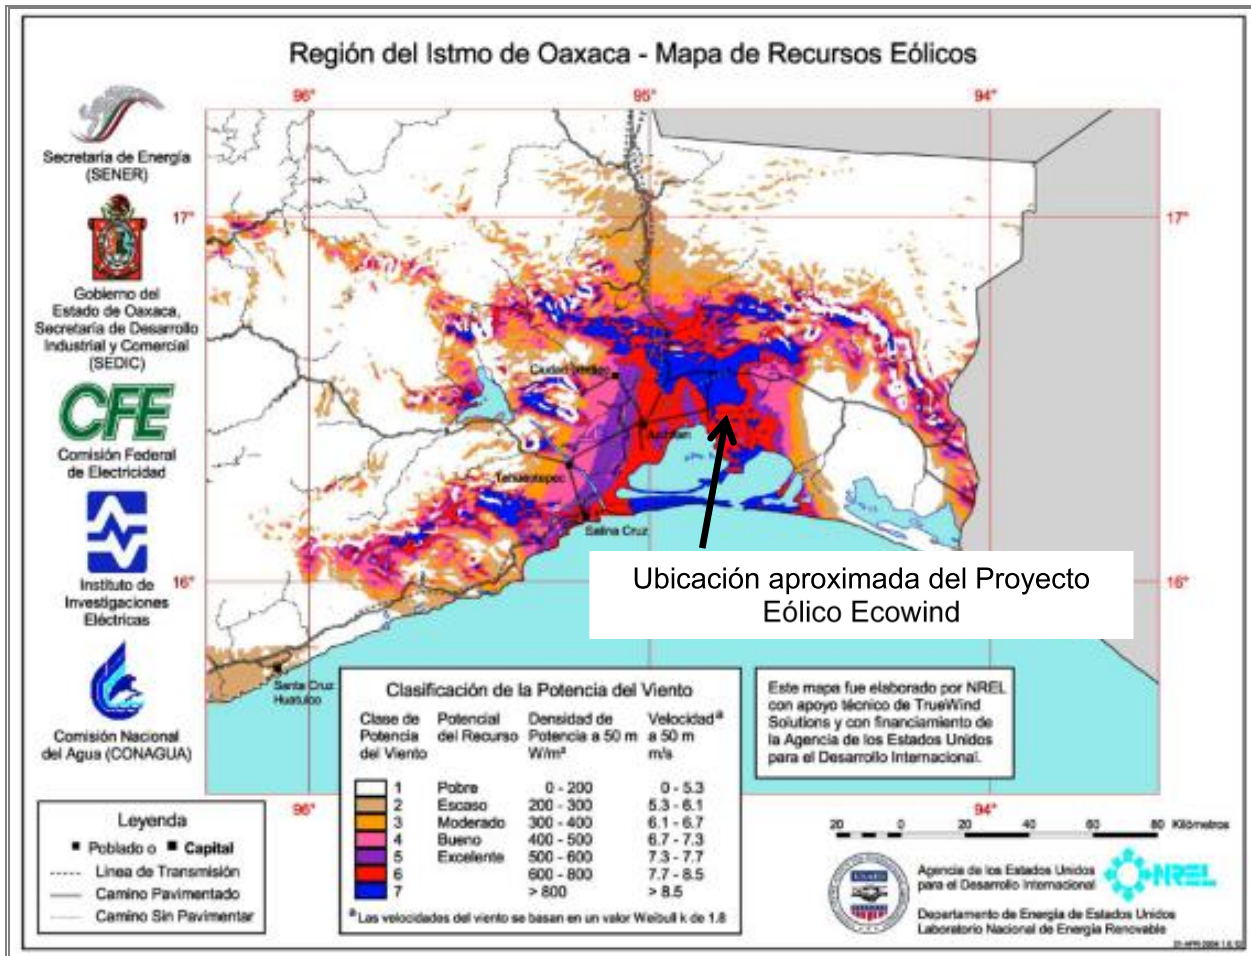 Región del Istmo de Oaxaca - Mapa de Recursos Eólicos
96°
95°
94°
Secretaría de Energía
(SENER)
17°
17°
Gobierno del
Estado de Oaxaca,
Secretaría de Desarrollo
Industrial y Comercial
(SEDIC)
CFE
Comisión Federal
de Electricidad
Juchitan
Tehuantepec
Salina Cruz
Instituto de
Investigaciones
Eléctricas
16°
16°
Ubicación aproximada del Proyecto
Eólico Ecowind
Santa Cruz
Huatulco
Comisión Nacional
del Agua (CONAGUA)
96°
94°
Clasificación de la Potencia del Viento
Clase de Potencia del Viento
Potencial del Recurso
Densidad de Potencia a 50 m W/m²
Velocidad a a 50 m m/s
1 Pobre 0 - 200 0 - 5.3
2 Escaso 200 - 300 5.3 - 6.1
3 Moderado 300 - 400 6.1 - 6.7
4 Bueno 400 - 500 6.7 - 7.3
5 Excelente 500 - 600 7.3 - 7.7
6 600 - 800 7.7 - 8.5
7 > 800 > 8.5
a Las velocidades del viento se basan en un valor Weibull k de 1.8
Este mapa fue elaborado por NREL
con apoyo técnico de TrueWind
Solutions y con financiamiento de
la Agencia de los Estados Unidos
para el Desarrollo Internacional.
Leyenda
Poblado o Capital
Línea de Transmisión
Camino Pavimentado
Camino Sin Pavimentar
20 0 20 40 60 80 Kilómetros
Agencia de los Estados Unidos
para el Desarrollo Internacional
NREL
Departamento de Energía de Estados Unidos
Laboratorio Nacional de Energía Renovable